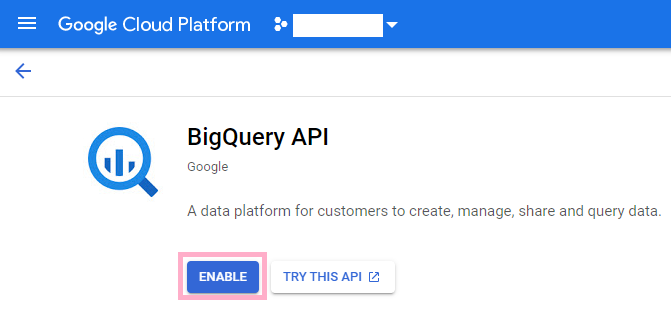 Google Cloud Platform
BigQuery API
Google
A data platform for customers to create, manage, share and query data.
ENABLE TRY THIS API